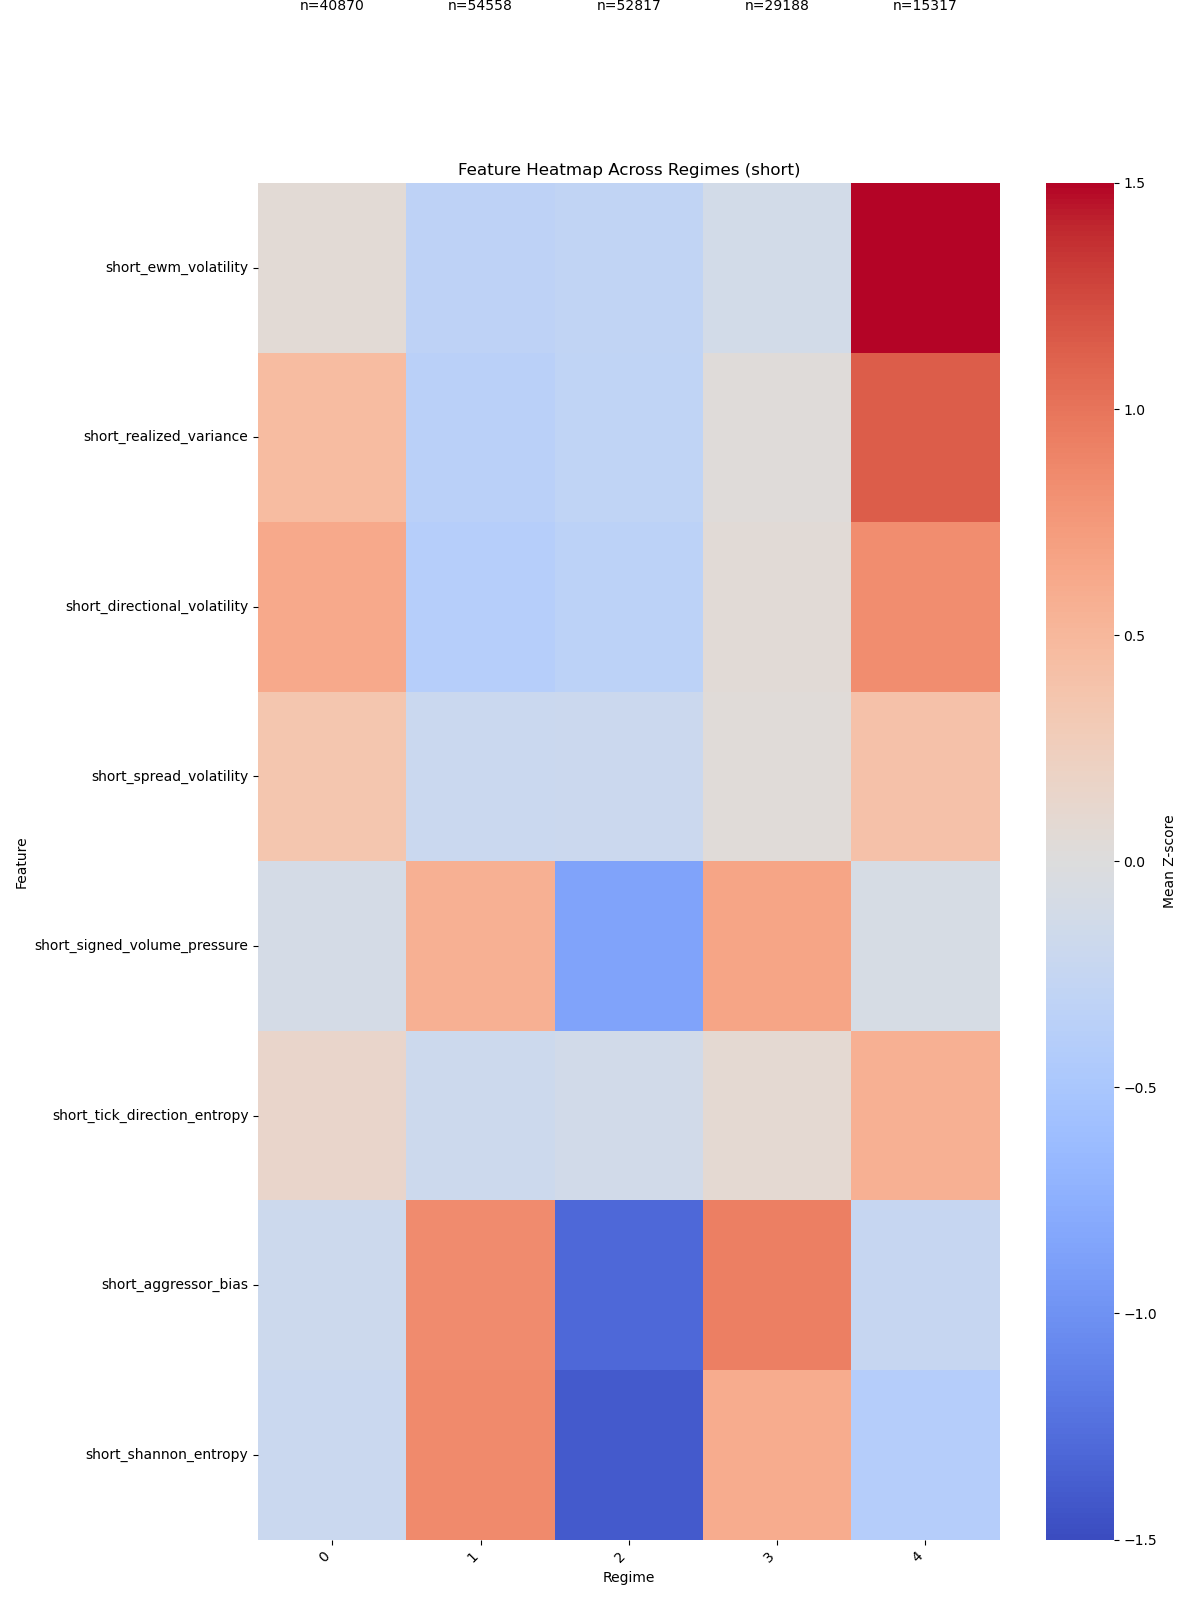 n=40870 n=54558 n=52817 n=29188 n=15317
Feature Heatmap Across Regimes (short)
short_ewm_volatility
short_realized_variance
short_directional_volatility
short_spread_volatility
short_signed_volume_pressure
short_tick_direction_entropy
short_aggressor_bias
short_shannon_entropy
Feature
0 1 2 3 4
Regime
1.5
1.0
0.5
0.0
−0.5
−1.0
−1.5
Mean Z-score